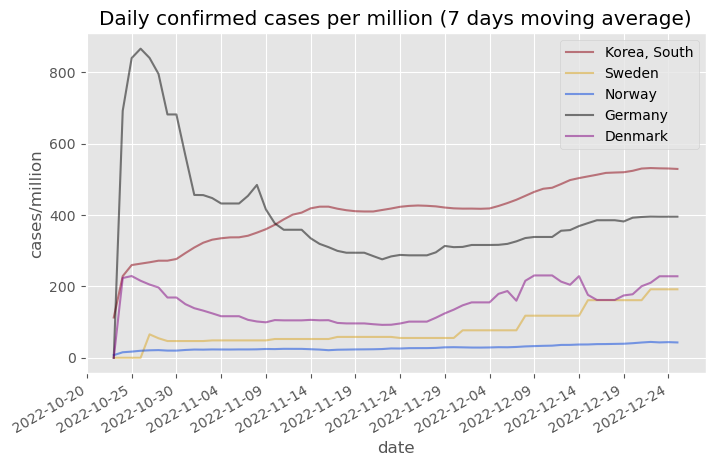 Daily confirmed cases per million (7 days moving average)
Korea, South
Sweden
Norway
Germany
Denmark
cases/million
800
600
400
200
0
2022-10-20
2022-10-25
2022-10-30
2022-11-04
2022-11-09
2022-11-14
2022-11-19
2022-11-24
2022-11-29
2022-12-04
2022-12-09
2022-12-14
2022-12-19
2022-12-24
date